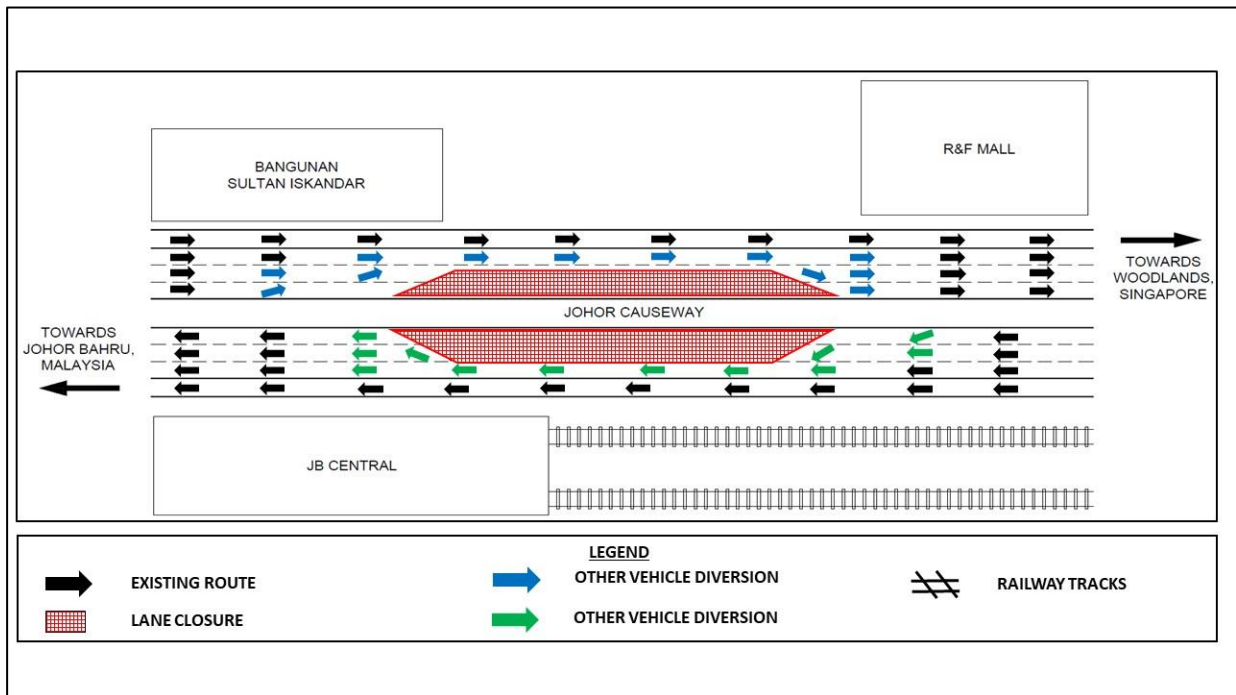 BANGUNAN
SULTAN ISKANDAR
R&F MALL
TOWARDS
WOODLANDS,
SINGAPORE
JOHOR CAUSEWAY
TOWARDS
JOHOR BAHRU,
MALAYSIA
JB CENTRAL
LEGEND
EXISTING ROUTE
OTHER VEHICLE DIVERSION
RAILWAY TRACKS
LANE CLOSURE
OTHER VEHICLE DIVERSION